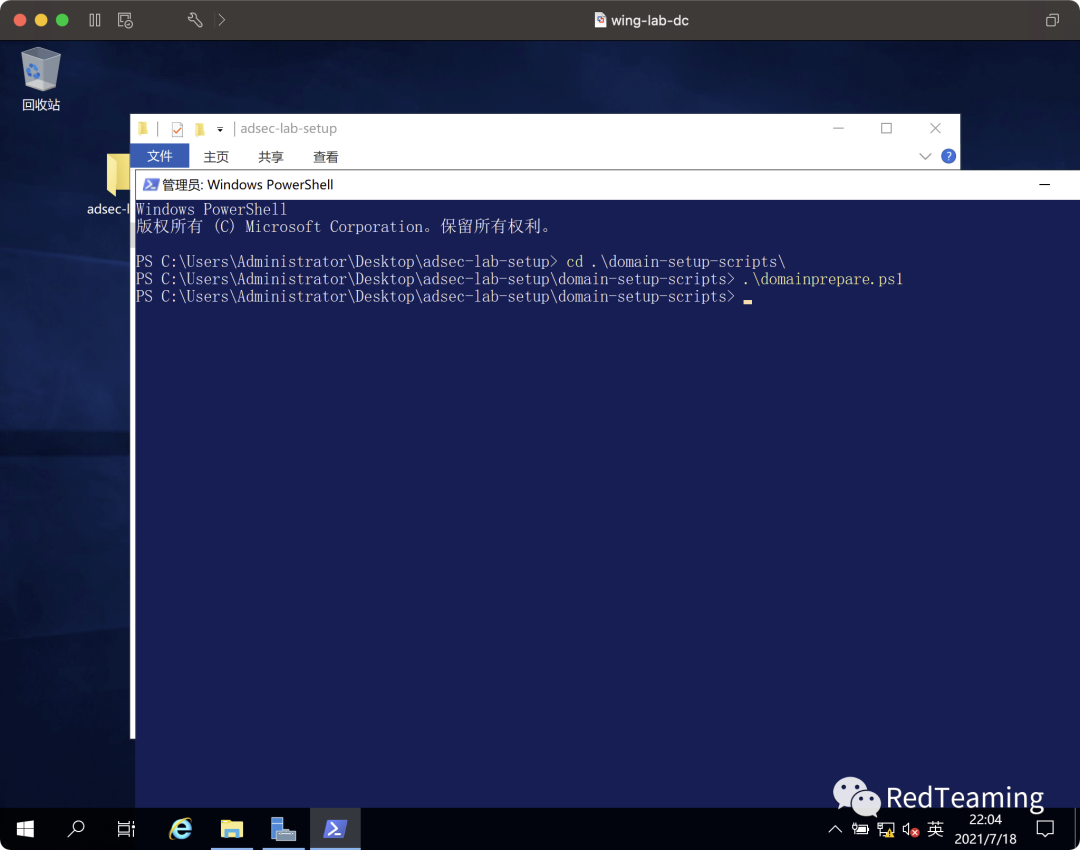 wing-lab-dc
回收站
adsec-lab-setup
文件
主页
共享
查看
?
adsec-l
管理员: Windows PowerShell
Windows PowerShell
版权所有 (C) Microsoft Corporation。保留所有权利。
PS C:\Users\Administrator\Desktop\adsec-lab-setup> cd .\domain-setup-scripts\
PS C:\Users\Administrator\Desktop\adsec-lab-setup\domain-setup-scripts> .\domainprepare.ps1
PS C:\Users\Administrator\Desktop\adsec-lab-setup\domain-setup-scripts>
RedTeaming
英
22:04
2021/7/18